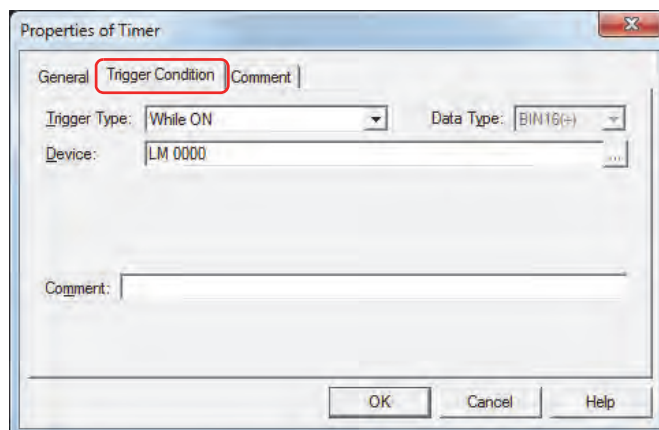 Properties of Timer
General Trigger Condition Comment
Trigger Type: While ON Data Type: BIN16(+)
Device: LM 0000 ...
Comment:
OK Cancel Help